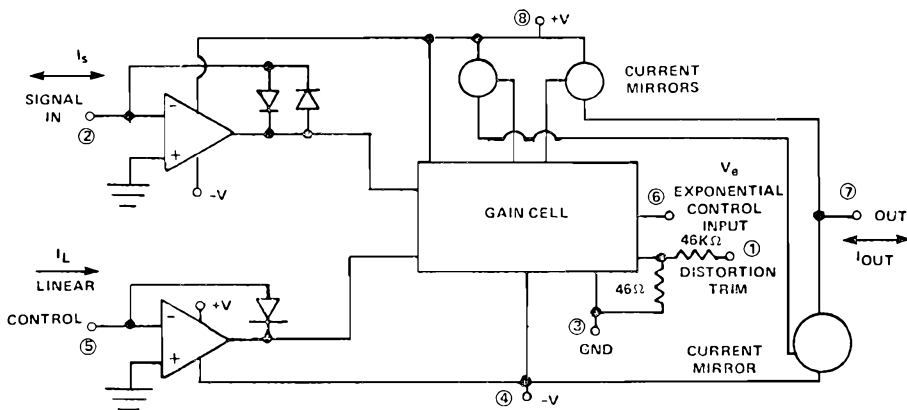 ⑧ +V
I_s
CURRENT
MIRRORS
SIGNAL
IN
②
−
+
-V
V_e
⑥ EXPONENTIAL
CONTROL
INPUT
⑦
OUT
I_OUT
GAIN CELL
46KΩ
①
DISTORTION
TRIM
46Ω
I_L
LINEAR
+V
CONTROL
⑤
−
+
③
GND
CURRENT
MIRROR
④ -V